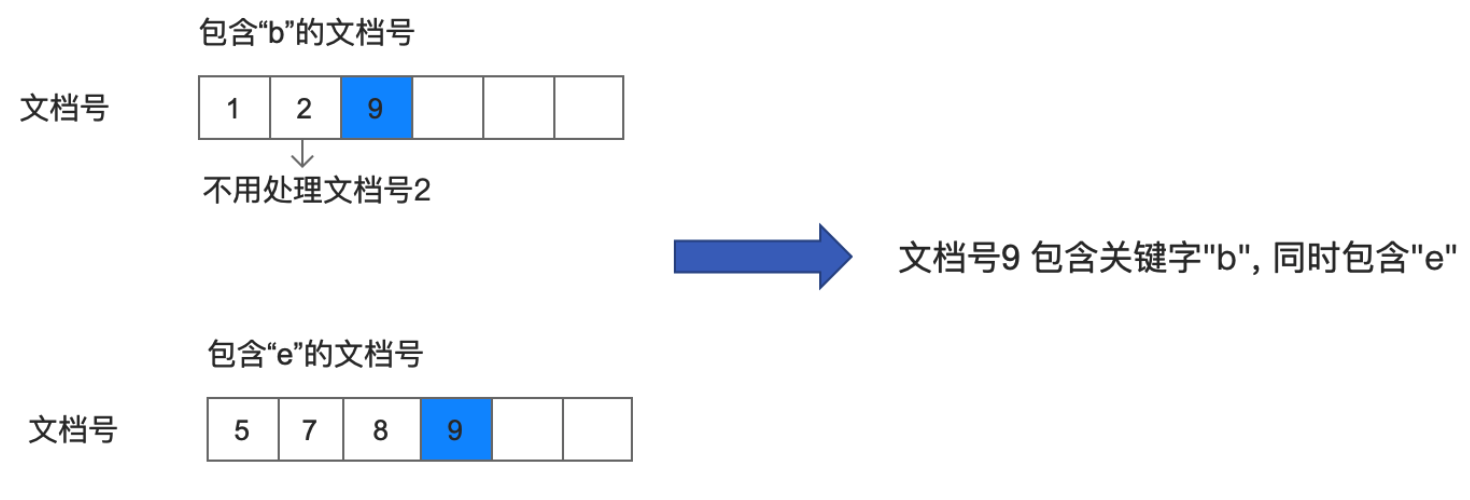 包含“b”的文档号
文档号 1 2 9
不用处理文档号2
文档号9 包含关键字"b", 同时包含"e"
包含“e”的文档号
文档号 5 7 8 9